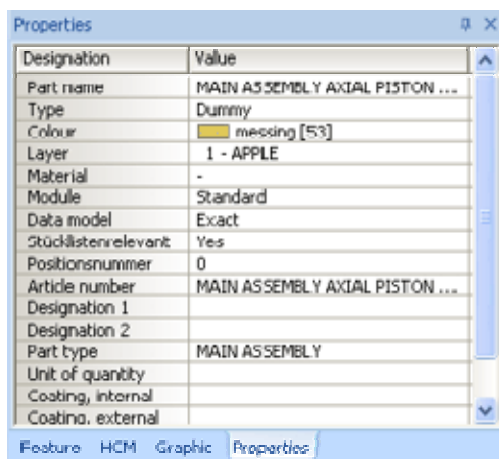 Properties
Designation Value
Part name MAIN ASSEMBLY AXIAL PISTON ...
Type Dummy
Colour messing [53]
Layer 1 - APPLE
Material -
Module Standard
Data model Exact
Stücklistenrelevant Yes
Positionsnummer 0
Article number MAIN ASSEMBLY AXIAL PISTON ...
Designation 1
Designation 2
Part type MAIN ASSEMBLY
Unit of quantity
Coating, internal
Coating, external
Feature HCM Graphic Properties